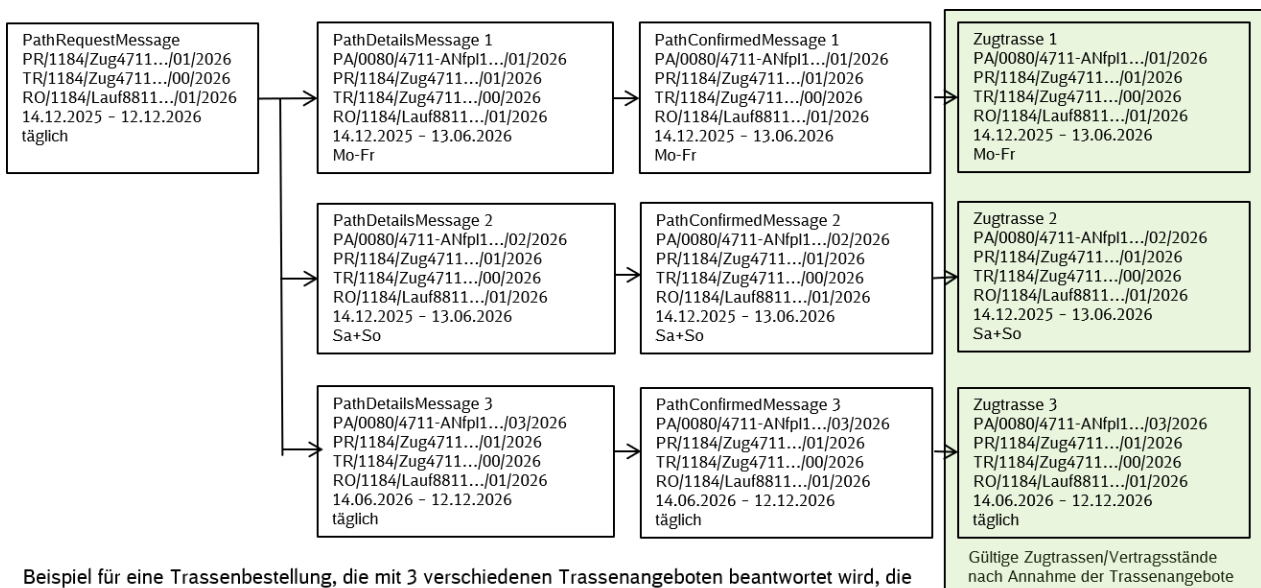 PathRequestMessage
PR/1184/Zug4711…/01/2026
TR/1184/Zug4711…/00/2026
RO/1184/Lauf8811…/01/2026
14.12.2025 – 12.12.2026
täglich
PathDetailsMessage 1
PA/0080/4711-ANfpl1…/01/2026
PR/1184/Zug4711…/01/2026
TR/1184/Zug4711…/00/2026
RO/1184/Lauf8811…/01/2026
14.12.2025 – 13.06.2026
Mo-Fr
PathConfirmedMessage 1
PA/0080/4711-ANfpl1…/01/2026
PR/1184/Zug4711…/01/2026
TR/1184/Zug4711…/00/2026
RO/1184/Lauf8811…/01/2026
14.12.2025 – 13.06.2026
Mo-Fr
Zugtrasse 1
PA/0080/4711-ANfpl1…/01/2026
PR/1184/Zug4711…/01/2026
TR/1184/Zug4711…/00/2026
RO/1184/Lauf8811…/01/2026
14.12.2025 – 13.06.2026
Mo-Fr
PathDetailsMessage 2
PA/0080/4711-ANfpl1…/02/2026
PR/1184/Zug4711…/01/2026
TR/1184/Zug4711…/00/2026
RO/1184/Lauf8811…/01/2026
14.12.2025 – 13.06.2026
Sa+So
PathConfirmedMessage 2
PA/0080/4711-ANfpl1…/02/2026
PR/1184/Zug4711…/01/2026
TR/1184/Zug4711…/00/2026
RO/1184/Lauf8811…/01/2026
14.12.2025 – 13.06.2026
Sa+So
Zugtrasse 2
PA/0080/4711-ANfpl1…/02/2026
PR/1184/Zug4711…/01/2026
TR/1184/Zug4711…/00/2026
RO/1184/Lauf8811…/01/2026
14.12.2025 – 13.06.2026
Sa+So
PathDetailsMessage 3
PA/0080/4711-ANfpl1…/03/2026
PR/1184/Zug4711…/01/2026
TR/1184/Zug4711…/00/2026
RO/1184/Lauf8811…/01/2026
14.06.2026 – 12.12.2026
täglich
PathConfirmedMessage 3
PA/0080/4711-ANfpl1…/03/2026
PR/1184/Zug4711…/01/2026
TR/1184/Zug4711…/00/2026
RO/1184/Lauf8811…/01/2026
14.06.2026 – 12.12.2026
täglich
Zugtrasse 3
PA/0080/4711-ANfpl1…/03/2026
PR/1184/Zug4711…/01/2026
TR/1184/Zug4711…/00/2026
RO/1184/Lauf8811…/01/2026
14.06.2026 – 12.12.2026
täglich
Gültige Zugtrassen/Vertragsstände
nach Annahme der Trassenangebote
Beispiel für eine Trassenbestellung, die mit 3 verschiedenen Trassenangeboten beantwortet wird, die